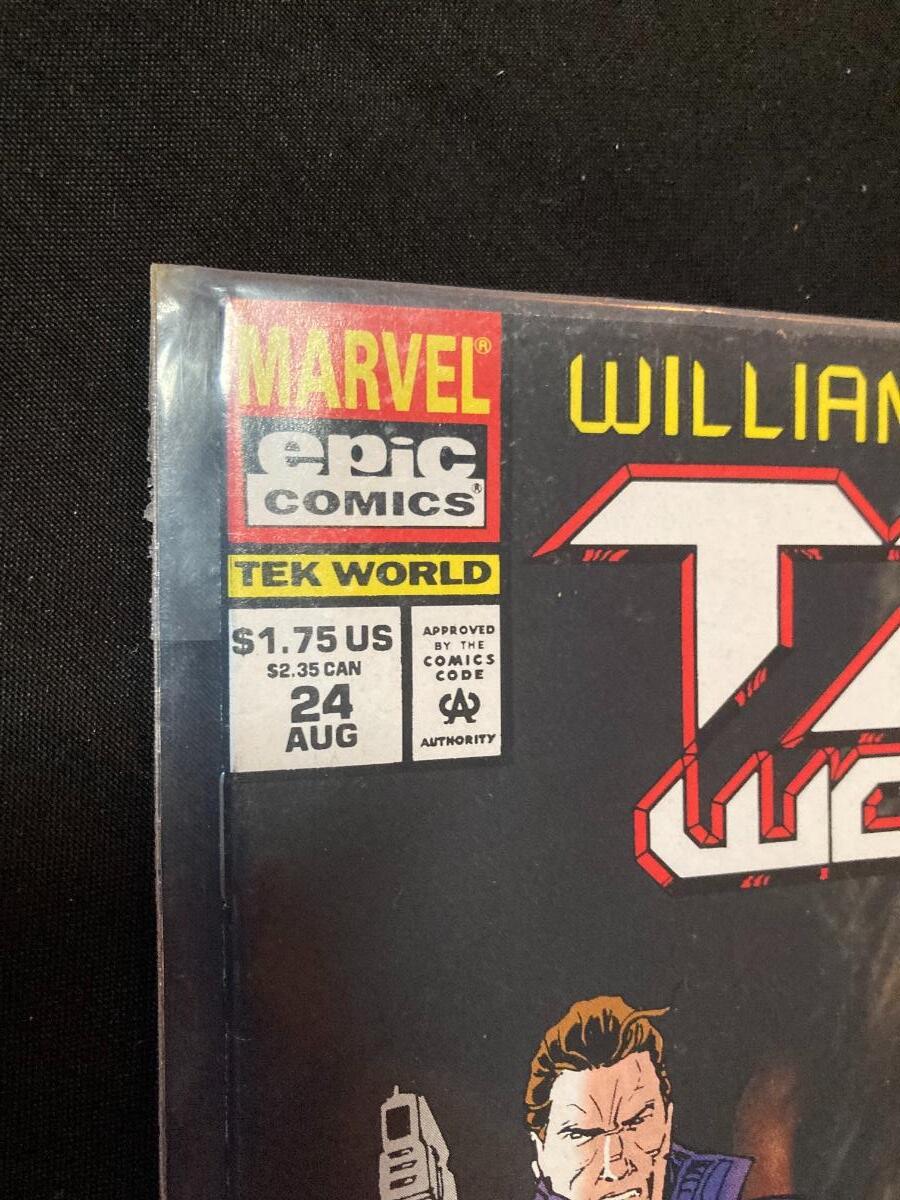 MARVEL®
epic
COMICS®
TEK WORLD
$1.75 US
$2.35 CAN
24
AUG
APPROVED
BY THE
COMICS
CODE
CA
AUTHORITY
WILLIAM